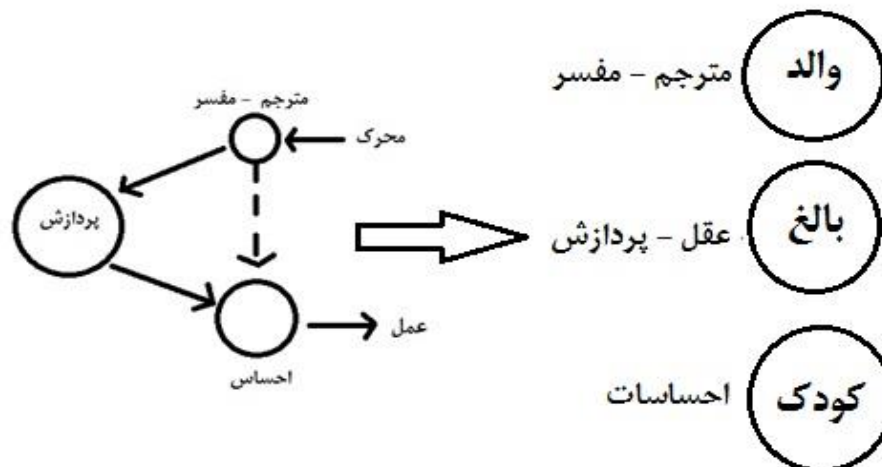 مترجم - مفسر
محرک
پردازش
احساس
عمل
والد
مترجم - مفسر
بالغ
عقل - پردازش
کودک
احساسات